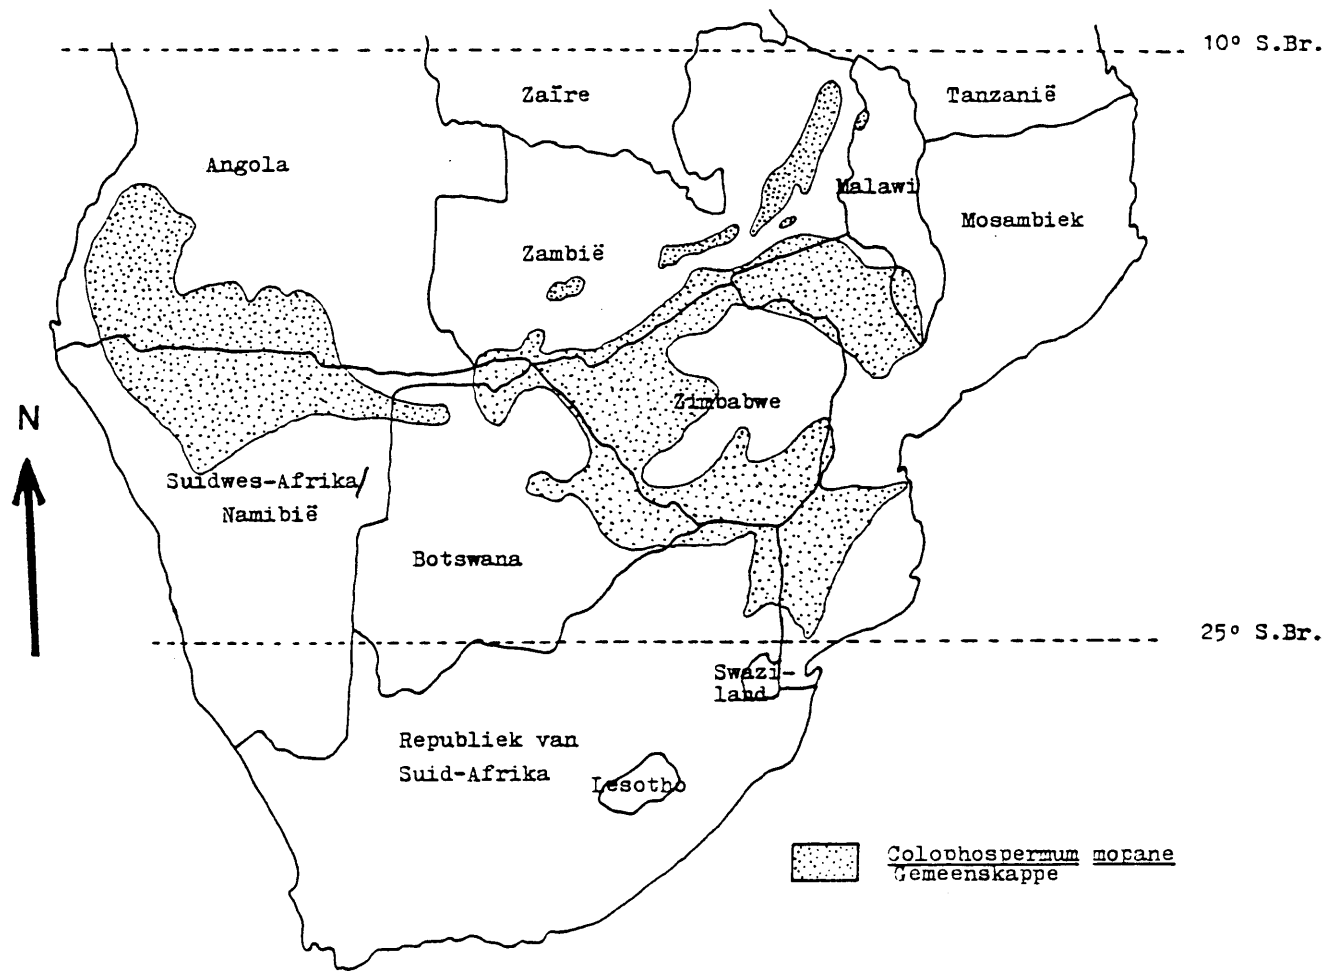 10° S.Br.
Zaïre
Tanzanië
Angola
Malawi
Mosambiek
Zambië
Zimbabwe
N
Suidwes-Afrika/
Namibië
Botswana
25° S.Br.
Swazi-
land
Republiek van
Suid-Afrika
Lesotho
Colophospermum mopane
Gemeenskappe